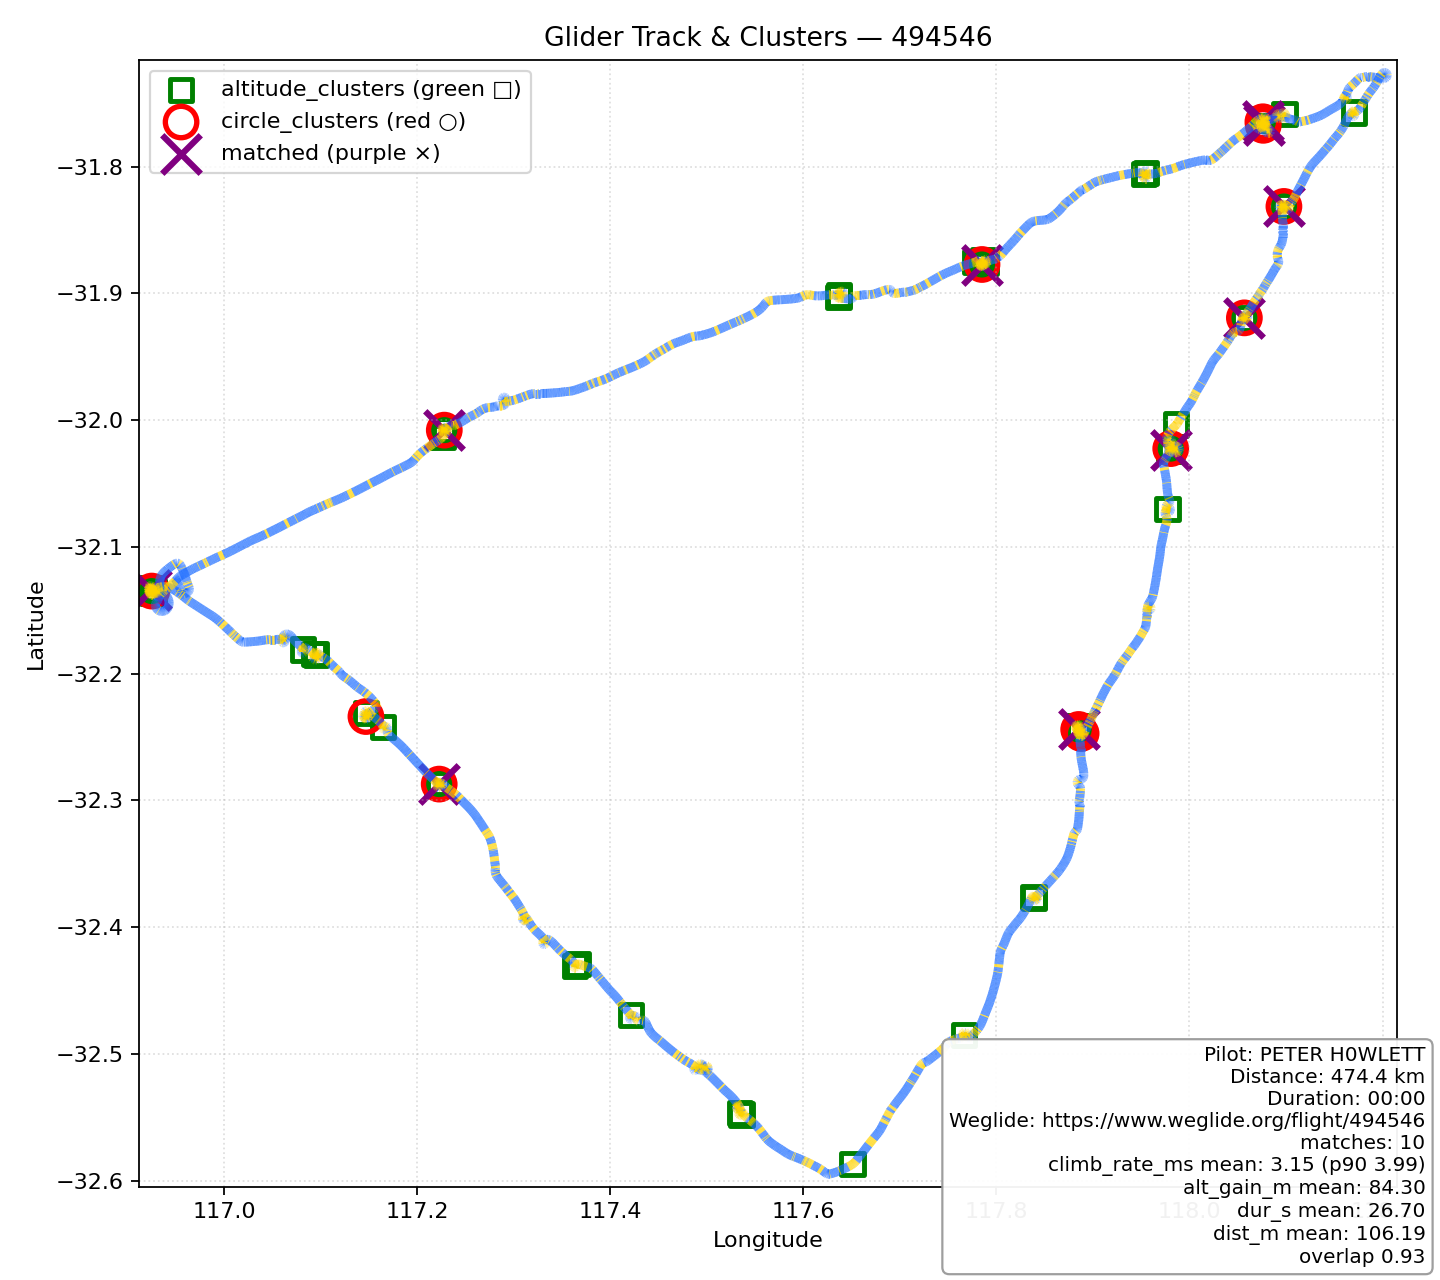 Glider Track & Clusters — 494546
altitude_clusters (green □)
circle_clusters (red ○)
matched (purple ×)
Latitude
−31.8
−31.9
−32.0
−32.1
−32.2
−32.3
−32.4
−32.5
−32.6
117.0
117.2
117.4
117.6
117.8
118.0
Longitude
Pilot: PETER H0WLETT
Distance: 474.4 km
Duration: 00:00
Weglide: https://www.weglide.org/flight/494546
matches: 10
climb_rate_ms mean: 3.15 (p90 3.99)
alt_gain_m mean: 84.30
dur_s mean: 26.70
dist_m mean: 106.19
overlap 0.93